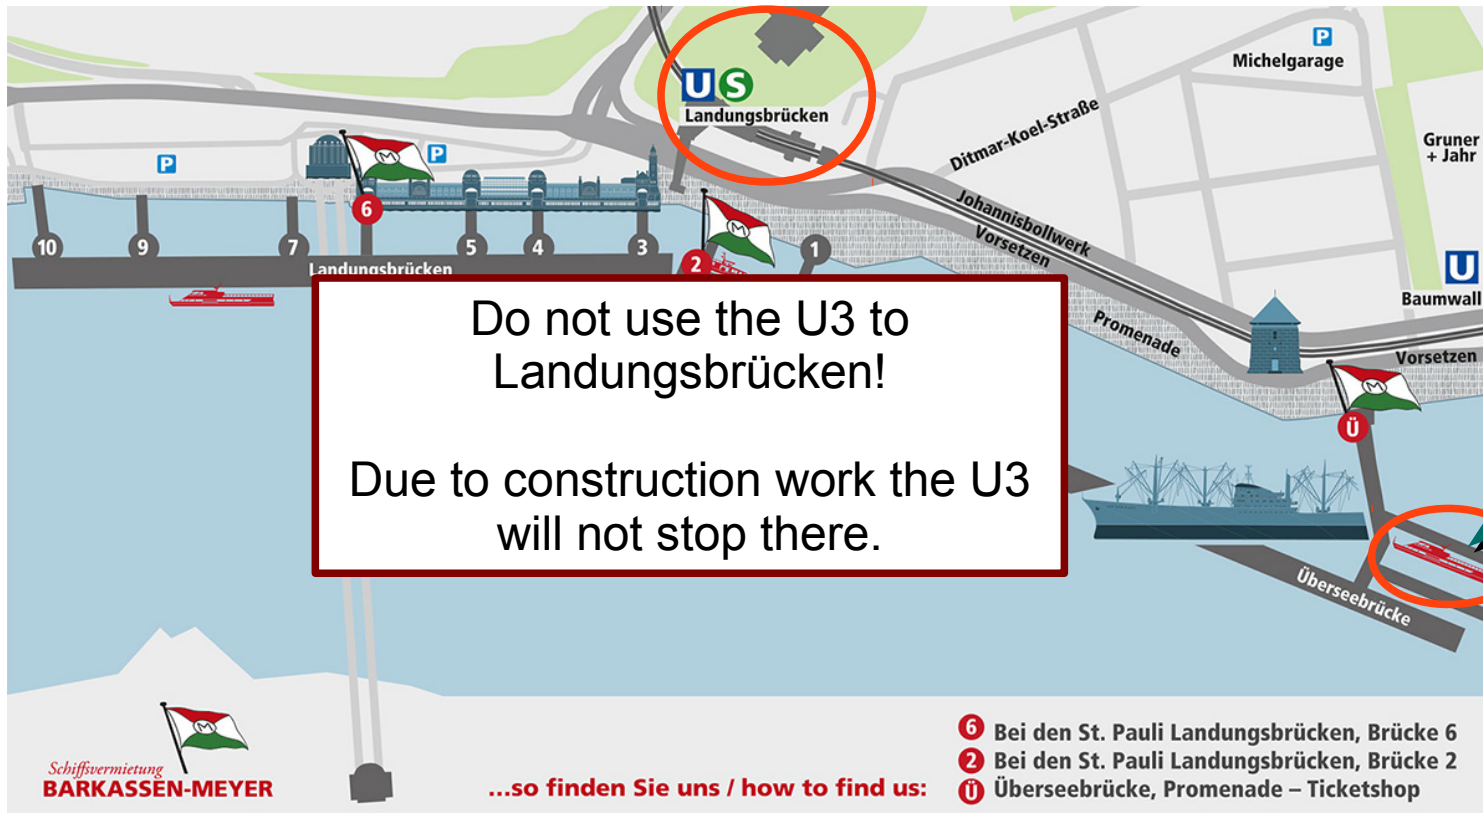 P
Michelgarage
U S
Landungsbrücken
Ditmar-Koel-Straße
Gruner
+ Jahr
P
M
P
6
10
9
7
5
4
3
M
2
1
Johannisbollwerk
Vorsetzen
Landungsbrücken
U
Baumwall
Promenade
Vorsetzen
Do not use the U3 to
Landungsbrücken!
Due to construction work the U3
will not stop there.
M
Ü
Überseebrücke
M
Schiffsvermietung
BARKASSEN-MEYER
...so finden Sie uns / how to find us:
6 Bei den St. Pauli Landungsbrücken, Brücke 6
2 Bei den St. Pauli Landungsbrücken, Brücke 2
Ü Überseebrücke, Promenade – Ticketshop